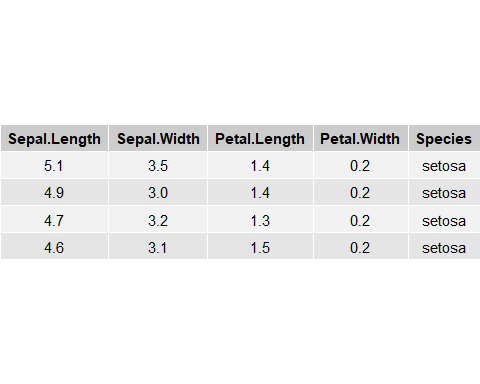 Sepal.Length Sepal.Width Petal.Length Petal.Width Species
5.1 3.5 1.4 0.2 setosa
4.9 3.0 1.4 0.2 setosa
4.7 3.2 1.3 0.2 setosa
4.6 3.1 1.5 0.2 setosa